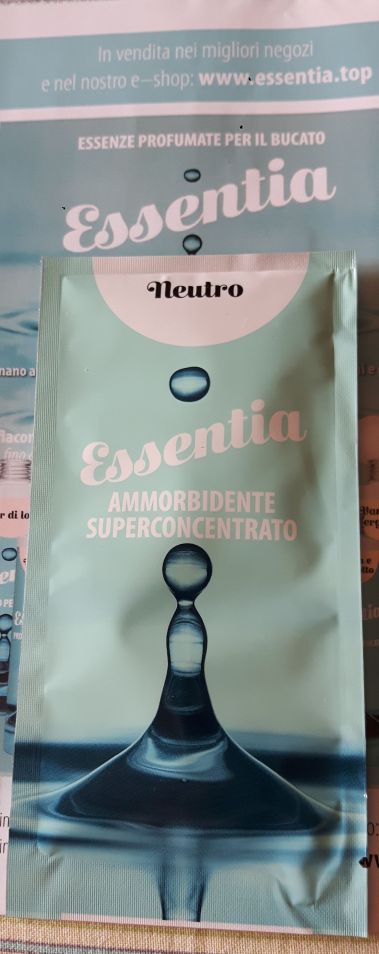 In vendita nei migliori negozi
e nel nostro e-shop: www.essentia.top
ESSENZE PROFUMATE PER IL BUCATO
Essentia
Neutro
Essentia
AMMORBIDENTE
SUPERCONCENTRATO